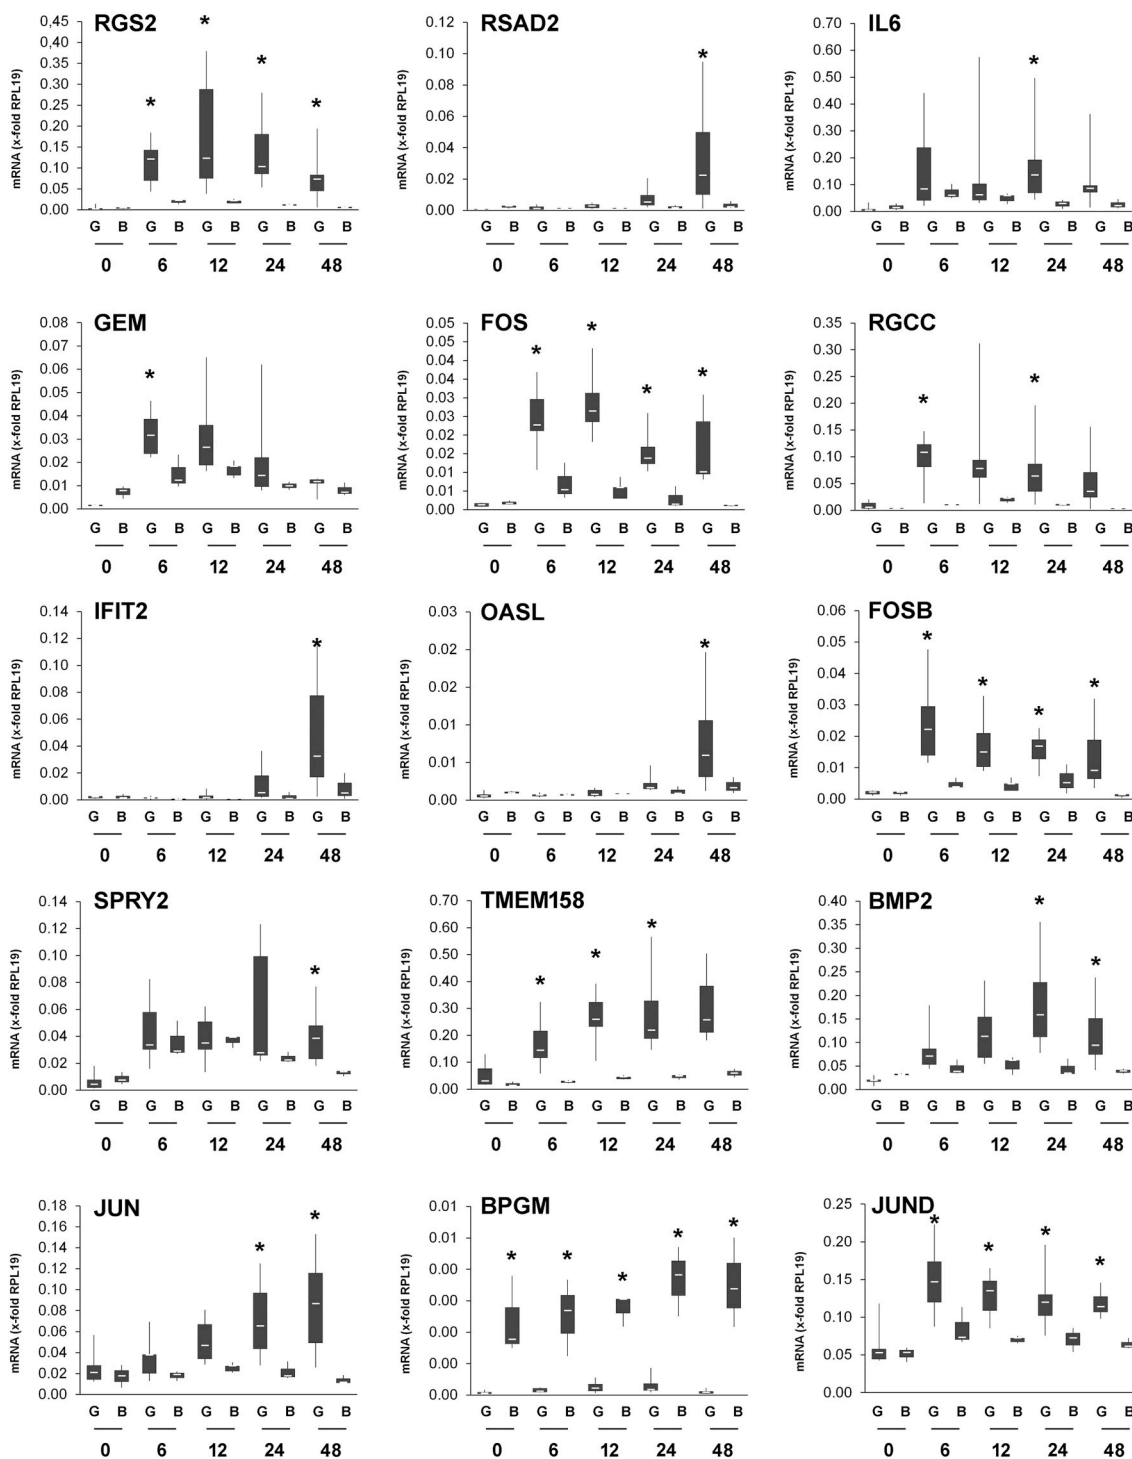 RGS2
mRNA (x-fold RPL19)
0,45
0,40
0.35
0.30
0.25
0.20
0.15
0.10
0.05
0.00
* * * *
G B G B G B G B G B
0 6 12 24 48
RSAD2
mRNA (x-fold RPL19)
0.12
0.10
0.08
0.06
0.04
0.02
0.00
*
G B G B G B G B G B
0 6 12 24 48
IL6
mRNA (x-fold RPL19)
0.70
0.60
0.50
0.40
0.30
0.20
0.10
0.00
*
G B G B G B G B G B
0 6 12 24 48
GEM
mRNA (x-fold RPL19)
0.08
0.07
0.06
0.05
0.04
0.03
0.02
0.01
0.00
*
G B G B G B G B G B
0 6 12 24 48
FOS
mRNA (x-fold RPL19)
0.05
0.05
0.04
0.04
0.03
0.03
0.02
0.02
0.01
0.01
0.00
* * * *
G B G B G B G B G B
0 6 12 24 48
RGCC
mRNA (x-fold RPL19)
0.35
0.30
0.25
0.20
0.15
0.10
0.05
0.00
* *
G B G B G B G B G B
0 6 12 24 48
IFIT2
mRNA (x-fold RPL19)
0.14
0.12
0.10
0.08
0.06
0.04
0.02
0.00
*
G B G B G B G B G B
0 6 12 24 48
OASL
mRNA (x-fold RPL19)
0.03
0.02
0.02
0.01
0.01
0.00
*
G B G B G B G B G B
0 6 12 24 48
FOSB
mRNA (x-fold RPL19)
0.06
0.05
0.04
0.03
0.02
0.01
0.00
* * * *
G B G B G B G B G B
0 6 12 24 48
SPRY2
mRNA (x-fold RPL19)
0.14
0.12
0.10
0.08
0.06
0.04
0.02
0.00
*
G B G B G B G B G B
0 6 12 24 48
TMEM158
mRNA (x-fold RPL19)
0.70
0.60
0.50
0.40
0.30
0.20
0.10
0.00
* * *
G B G B G B G B G B
0 6 12 24 48
BMP2
mRNA (x-fold RPL19)
0.40
0.35
0.30
0.25
0.20
0.15
0.10
0.05
0.00
* *
G B G B G B G B G B
0 6 12 24 48
JUN
mRNA (x-fold RPL19)
0.18
0.16
0.14
0.12
0.10
0.08
0.06
0.04
0.02
0.00
* *
G B G B G B G B G B
0 6 12 24 48
BPGM
mRNA (x-fold RPL19)
0.01
0.01
0.00
0.00
0.00
0.00
0.00
* * * * *
G B G B G B G B G B
0 6 12 24 48
JUND
mRNA (x-fold RPL19)
0.25
0.20
0.15
0.10
0.05
0.00
* * * *
G B G B G B G B G B
0 6 12 24 48